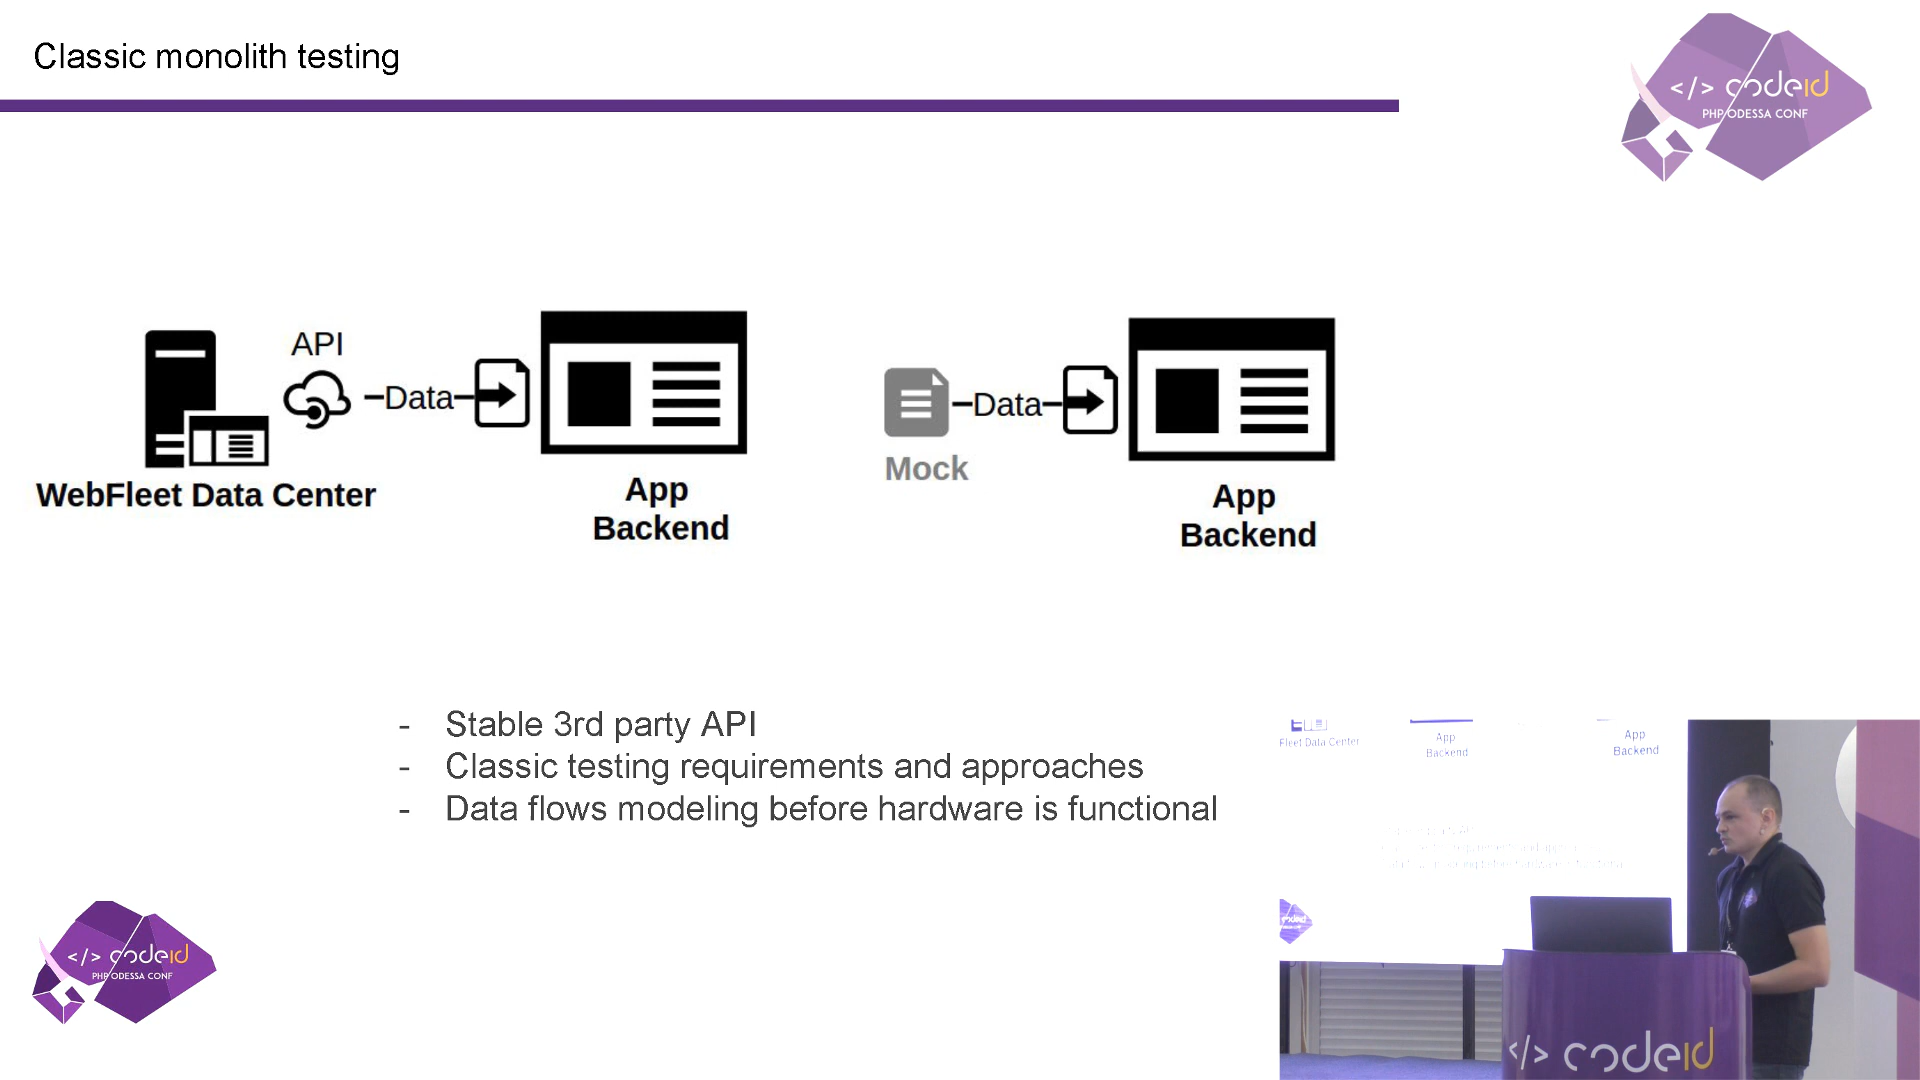 Classic monolith testing
</> codeid
PHP ODESSA CONF
API
Data
WebFleet Data Center
App
Backend
Data
Mock
App
Backend
- Stable 3rd party API
- Classic testing requirements and approaches
- Data flows modeling before hardware is functional
</> codeid
PHP ODESSA CONF
Fleet Data Center
App
Backend
App
Backend
</> codeid